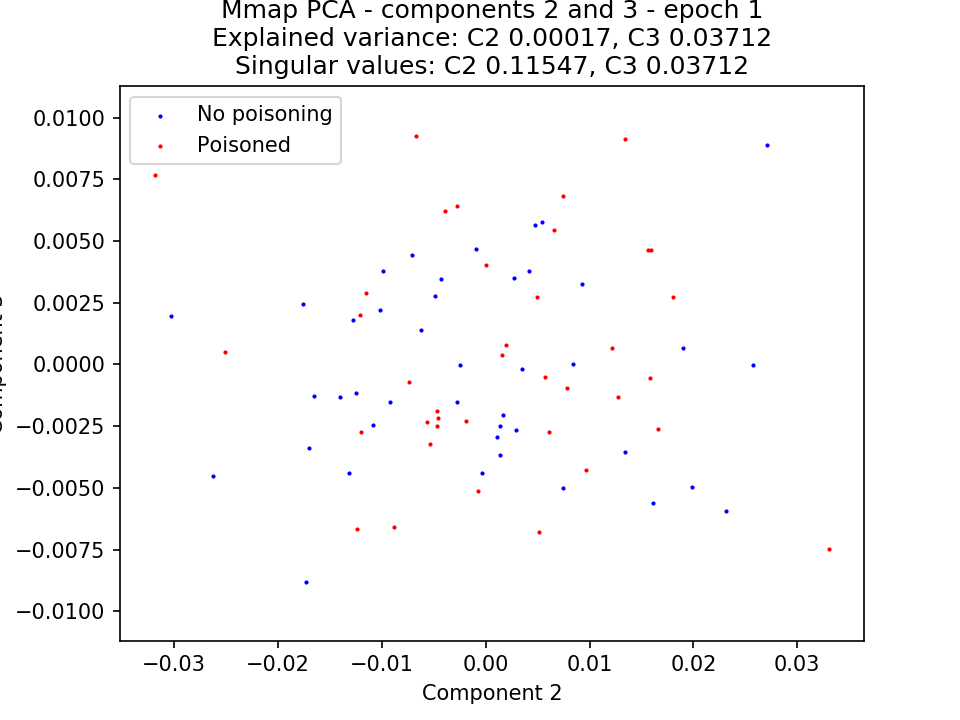 Mmap PCA - components 2 and 3 - epoch 1
Explained variance: C2 0.00017, C3 0.03712
Singular values: C2 0.11547, C3 0.03712
No poisoning
Poisoned
0.0100
0.0075
0.0050
0.0025
0.0000
−0.0025
−0.0050
−0.0075
−0.0100
−0.03
−0.02
−0.01
0.00
0.01
0.02
0.03
Component 2